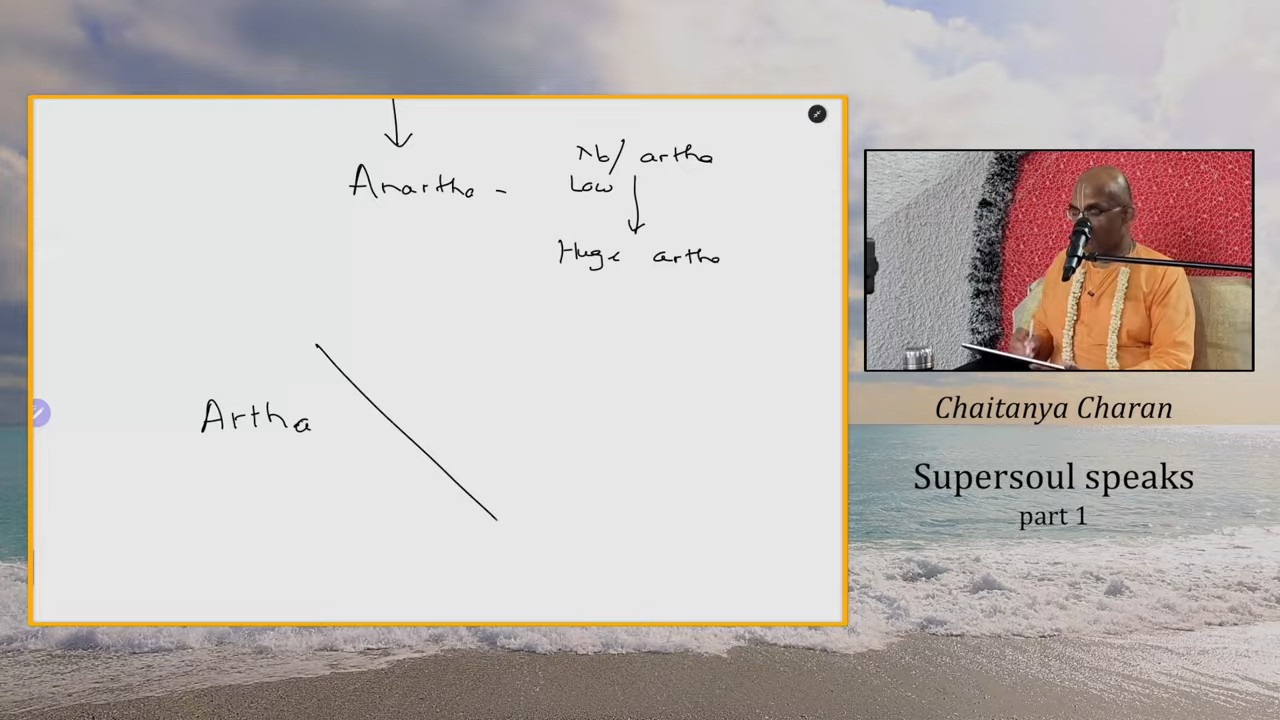 No/ artha
Anartha -
Low
Huge artha
Artha
Chaitanya Charan
Supersoul speaks
part 1